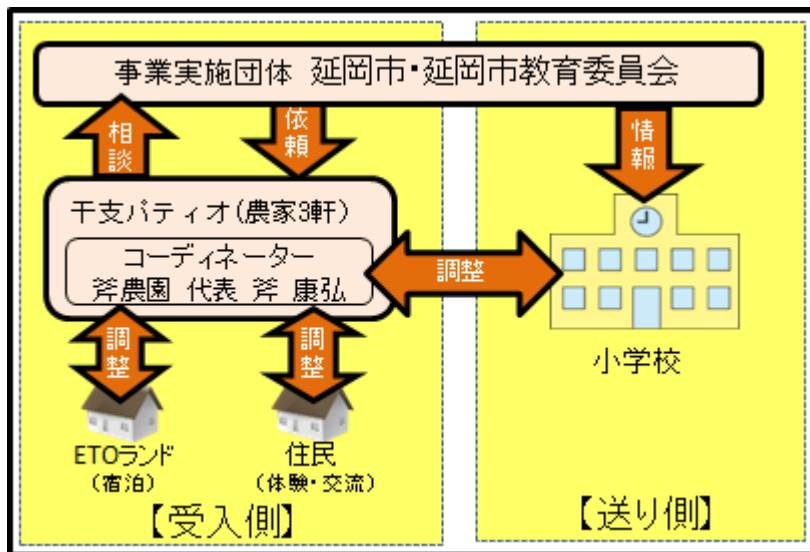 事業実施団体 延岡市・延岡市教育委員会
相談
依頼
情報
干支パティオ(農家3軒)
コーディネーター
斧農園 代表 斧 康弘
調整
調整
調整
小学校
ETOランド
(宿泊)
住民
(体験・交流)
【受入側】
【送り側】